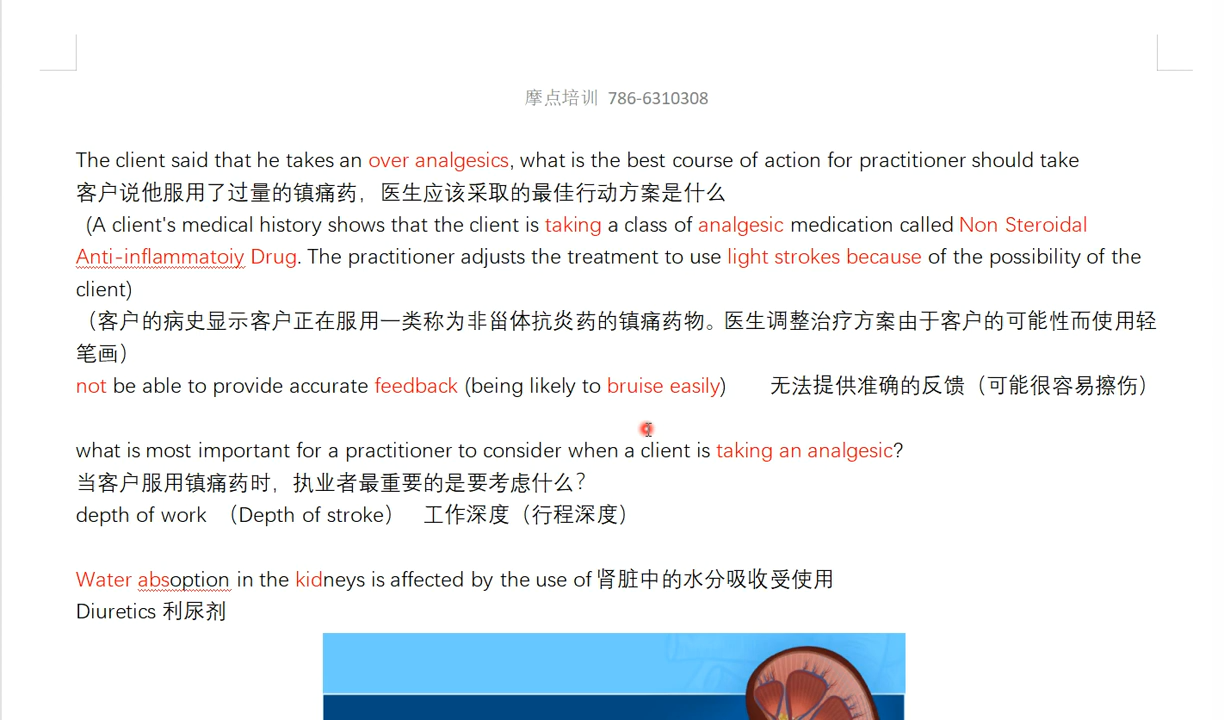 摩点培训 786-6310308
The client said that he takes an over analgesics, what is the best course of action for practitioner should take
客户说他服用了过量的镇痛药，医生应该采取的最佳行动方案是什么
(A client's medical history shows that the client is taking a class of analgesic medication called Non Steroidal
Anti-inflammatoiy Drug. The practitioner adjusts the treatment to use light strokes because of the possibility of the
client)
（客户的病史显示客户正在服用一类称为非甾体抗炎药的镇痛药物。医生调整治疗方案由于客户的可能性而使用轻
笔画）
not be able to provide accurate feedback (being likely to bruise easily) 无法提供准确的反馈（可能很容易擦伤）
what is most important for a practitioner to consider when a client is taking an analgesic?
当客户服用镇痛药时，执业者最重要的是要考虑什么？
depth of work （Depth of stroke） 工作深度（行程深度）
Water absoption in the kidneys is affected by the use of 肾脏中的水分吸收受使用
Diuretics 利尿剂